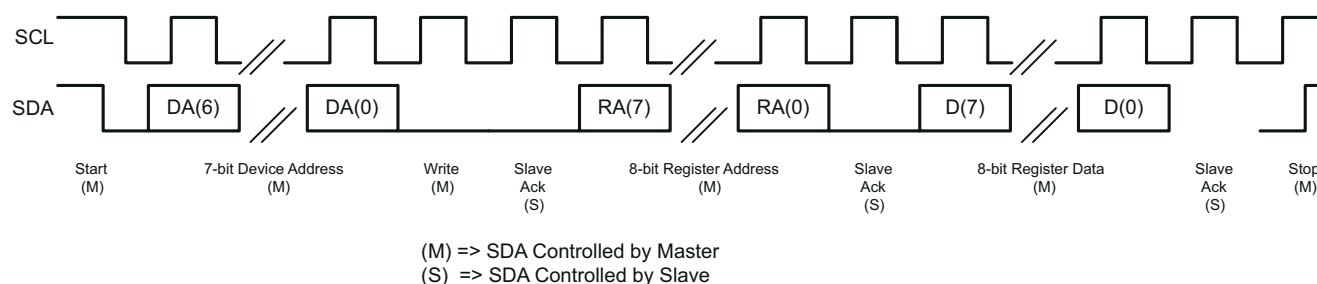 SCL
SDA
DA(6)
DA(0)
RA(7)
RA(0)
D(7)
D(0)
Start
(M)
7-bit Device Address
(M)
Write
(M)
Slave
Ack
(S)
8-bit Register Address
(M)
Slave
Ack
(S)
8-bit Register Data
(M)
Slave
Ack
(S)
Stop
(M)
(M) => SDA Controlled by Master
(S) => SDA Controlled by Slave